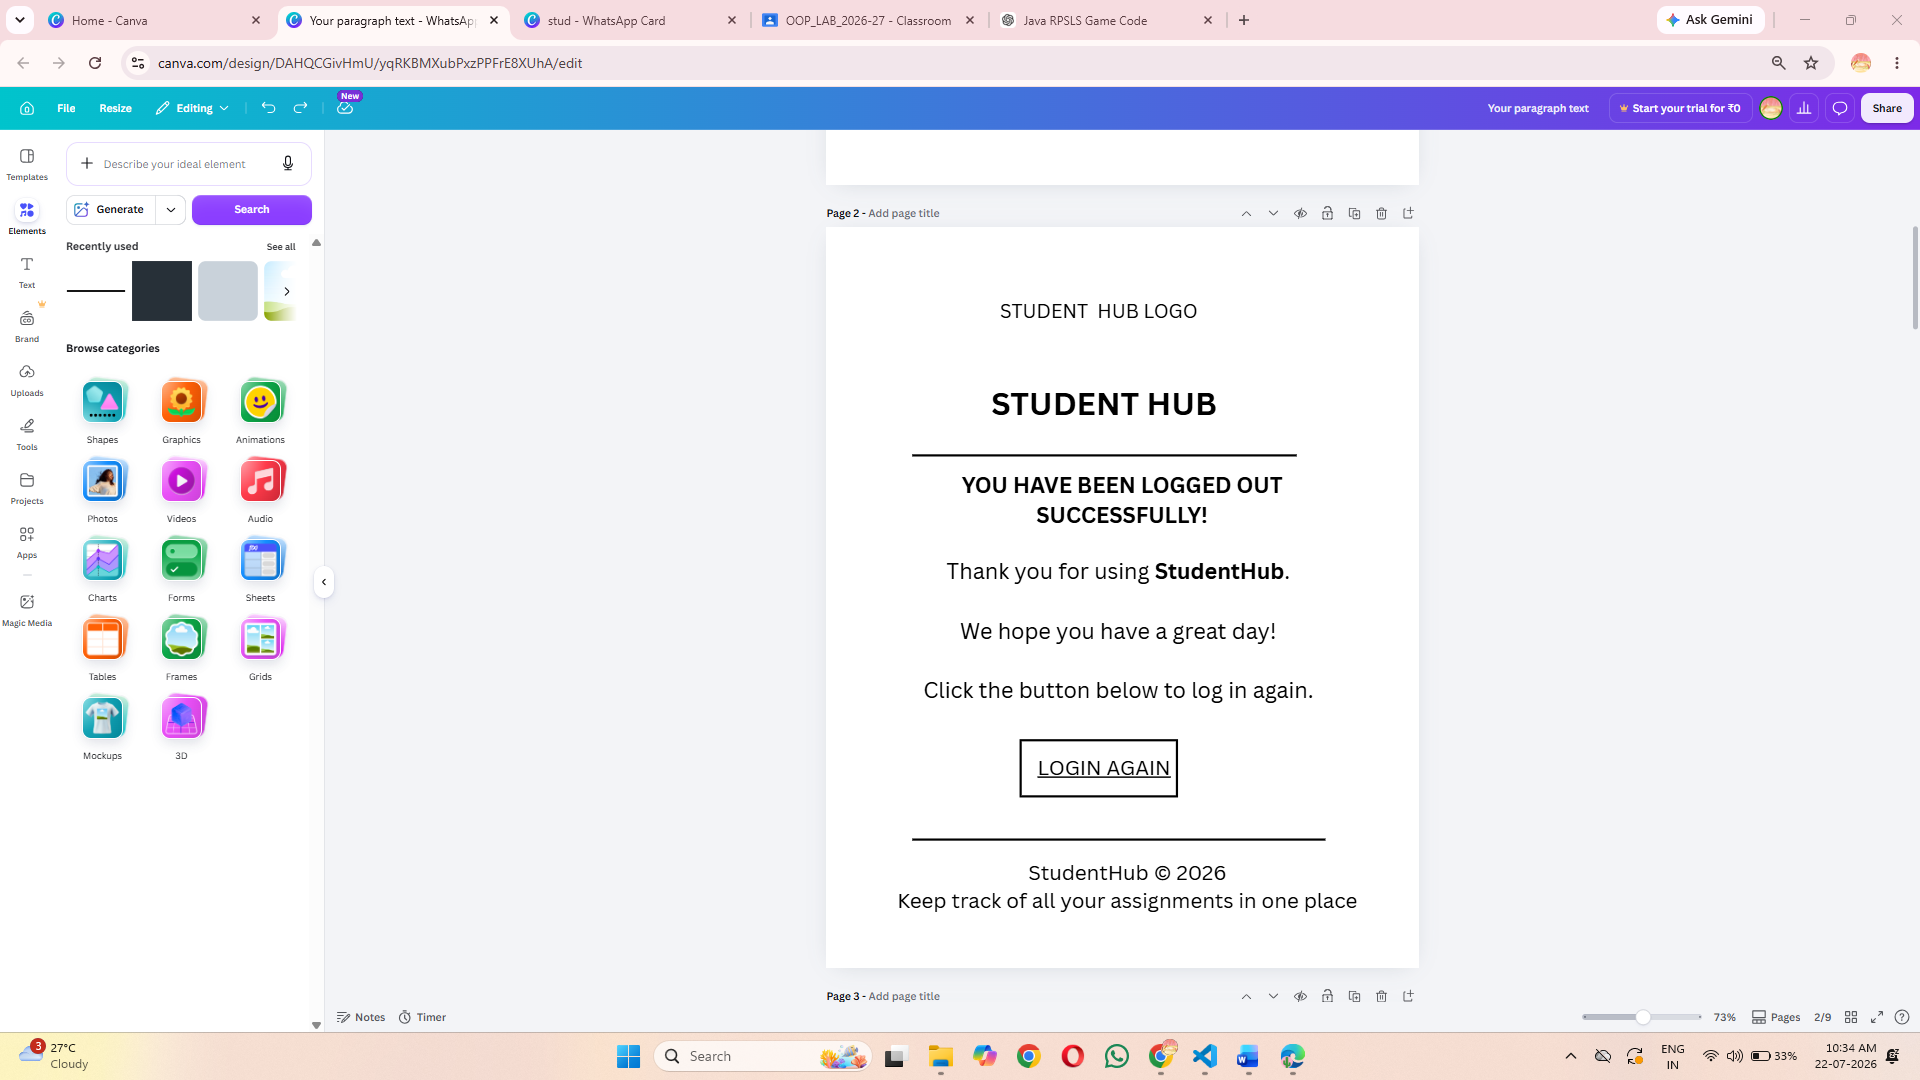 Home - Canva
Your paragraph text - WhatsApp
stud - WhatsApp Card
OOP_LAB_2026-27 - Classroom
Java RPSLS Game Code
Ask Gemini
canva.com/design/DAHQCGivHmU/yqRKBMXubPxzPPFrE8XUhA/edit
File
Resize
Editing
New
Your paragraph text
Start your trial for ₹0
Share
Templates
Elements
Text
Brand
Uploads
Tools
Projects
Apps
Magic Media
Describe your ideal element
Generate
Search
Recently used
See all
Browse categories
Shapes
Graphics
Animations
Photos
Videos
Audio
Charts
Forms
Sheets
Tables
Frames
Grids
Mockups
3D
Page 2 - Add page title
STUDENT HUB LOGO
STUDENT HUB
YOU HAVE BEEN LOGGED OUT
SUCCESSFULLY!
Thank you for using StudentHub.
We hope you have a great day!
Click the button below to log in again.
LOGIN AGAIN
StudentHub © 2026
Keep track of all your assignments in one place
Page 3 - Add page title
Notes
Timer
73%
Pages
2/9
3
27°C
Cloudy
Search
ENG
IN
33%
10:34 AM
22-07-2026